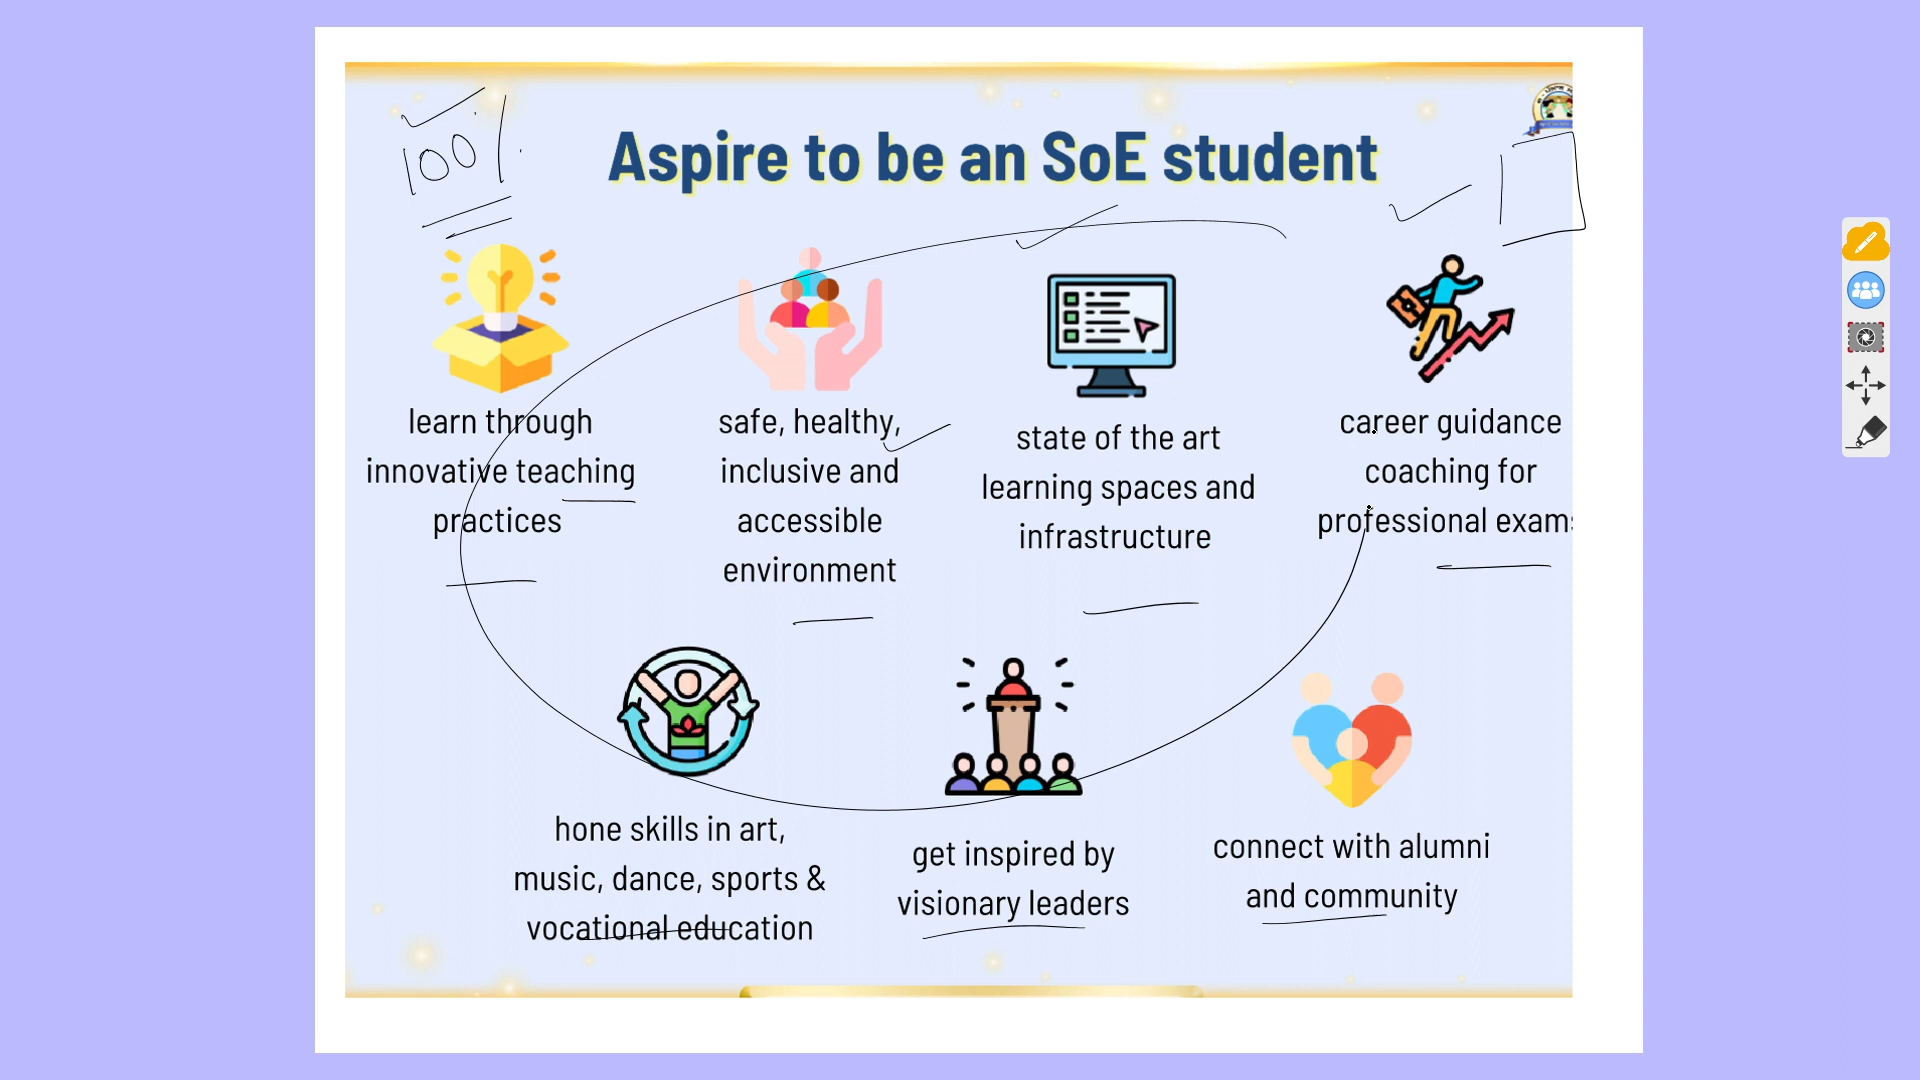 100%
Aspire to be an SoE student
learn through
innovative teaching
practices
safe, healthy,
inclusive and
accessible
environment
state of the art
learning spaces and
infrastructure
career guidance
coaching for
professional exams
hone skills in art,
music, dance, sports &
vocational education
get inspired by
visionary leaders
connect with alumni
and community